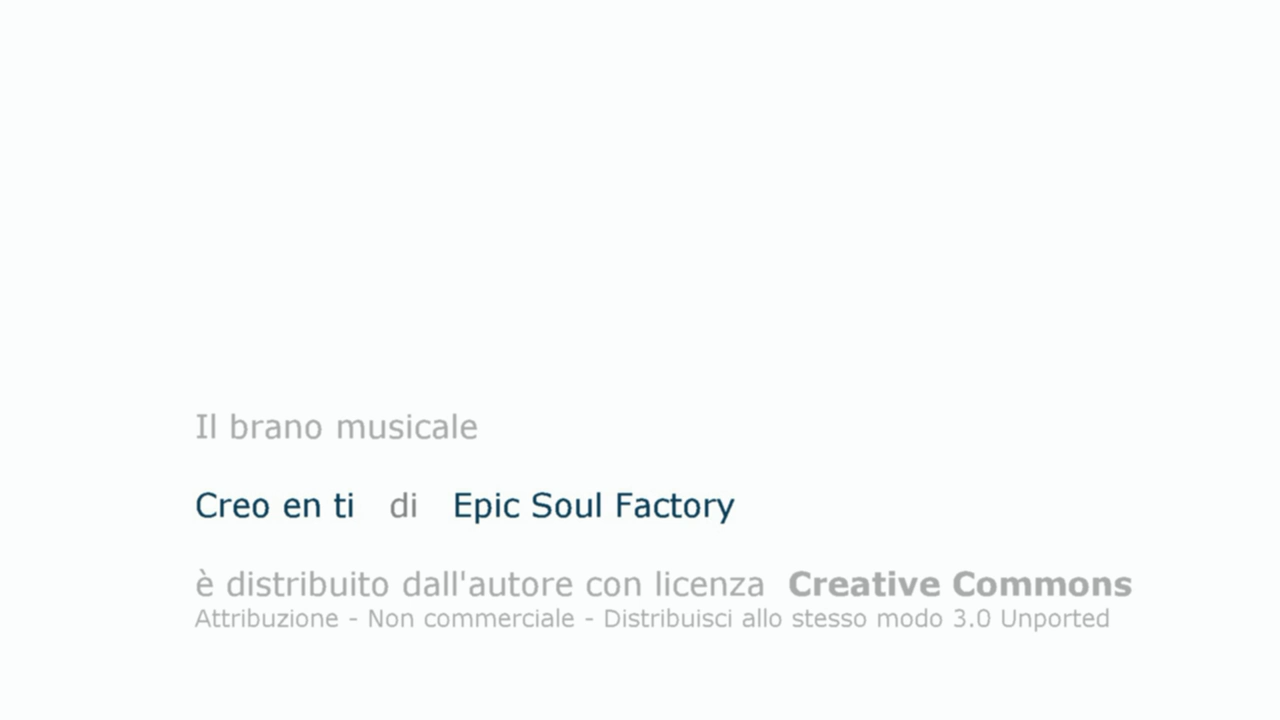 Il brano musicale
Creo en ti di Epic Soul Factory
è distribuito dall'autore con licenza Creative Commons
Attribuzione - Non commerciale - Distribuisci allo stesso modo 3.0 Unported